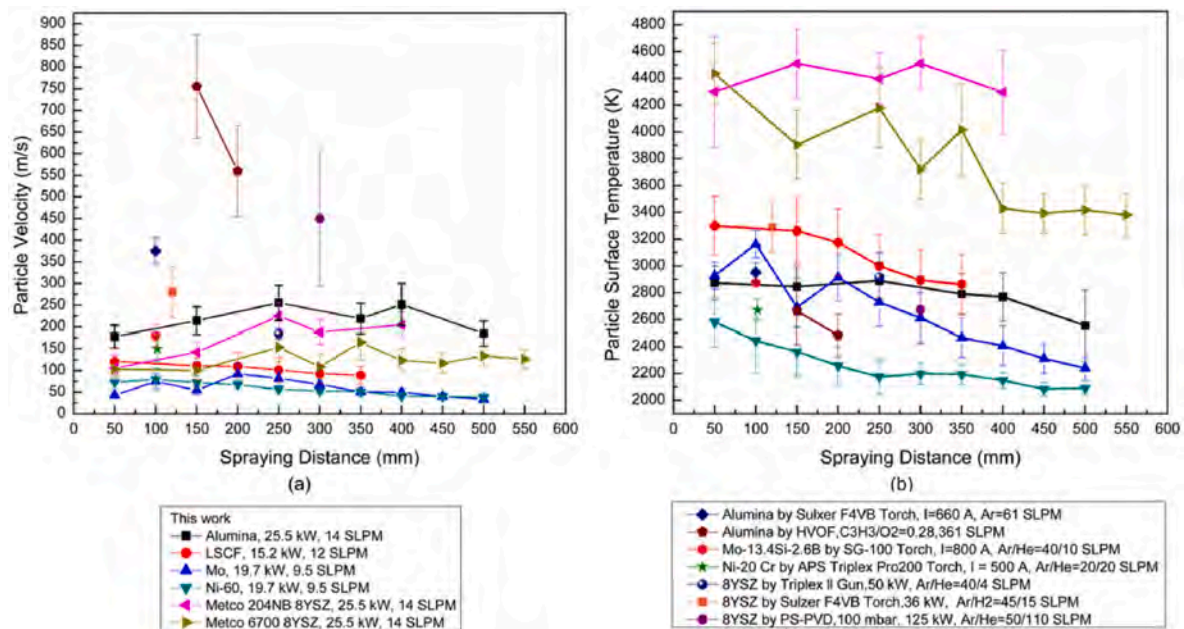 900
850
800
750
700
650
600
550
500
450
400
350
300
250
200
150
100
50
0
Particle Velocity (m/s)
0 50 100 150 200 250 300 350 400 450 500 550 600
Spraying Distance (mm)
(a)
This work
Alumina, 25.5 kW, 14 SLPM
LSCF, 15.2 kW, 12 SLPM
Mo, 19.7 kW, 9.5 SLPM
Ni-60, 19.7 kW, 9.5 SLPM
Metco 204NB 8YSZ, 25.5 kW, 14 SLPM
Metco 6700 8YSZ, 25.5 kW, 14 SLPM
4800
4600
4400
4200
4000
3800
3600
3400
3200
3000
2800
2600
2400
2200
2000
Particle Surface Temperature (K)
0 50 100 150 200 250 300 350 400 450 500 550 600
Spraying Distance (mm)
(b)
Alumina by Sulxer F4VB Torch, I=660 A, Ar=61 SLPM
Alumina by HVOF,C3H3/O2=0.28,361 SLPM
Mo-13.4Si-2.6B by SG-100 Torch, I=800 A, Ar/He=40/10 SLPM
Ni-20 Cr by APS Triplex Pro200 Torch, I = 500 A, Ar/He=20/20 SLPM
8YSZ by Triplex II Gun,50 kW, Ar/He=40/4 SLPM
8YSZ by Sulzer F4VB Torch,36 kW, Ar/H2=45/15 SLPM
8YSZ by PS-PVD,100 mbar, 125 kW, Ar/He=50/110 SLPM